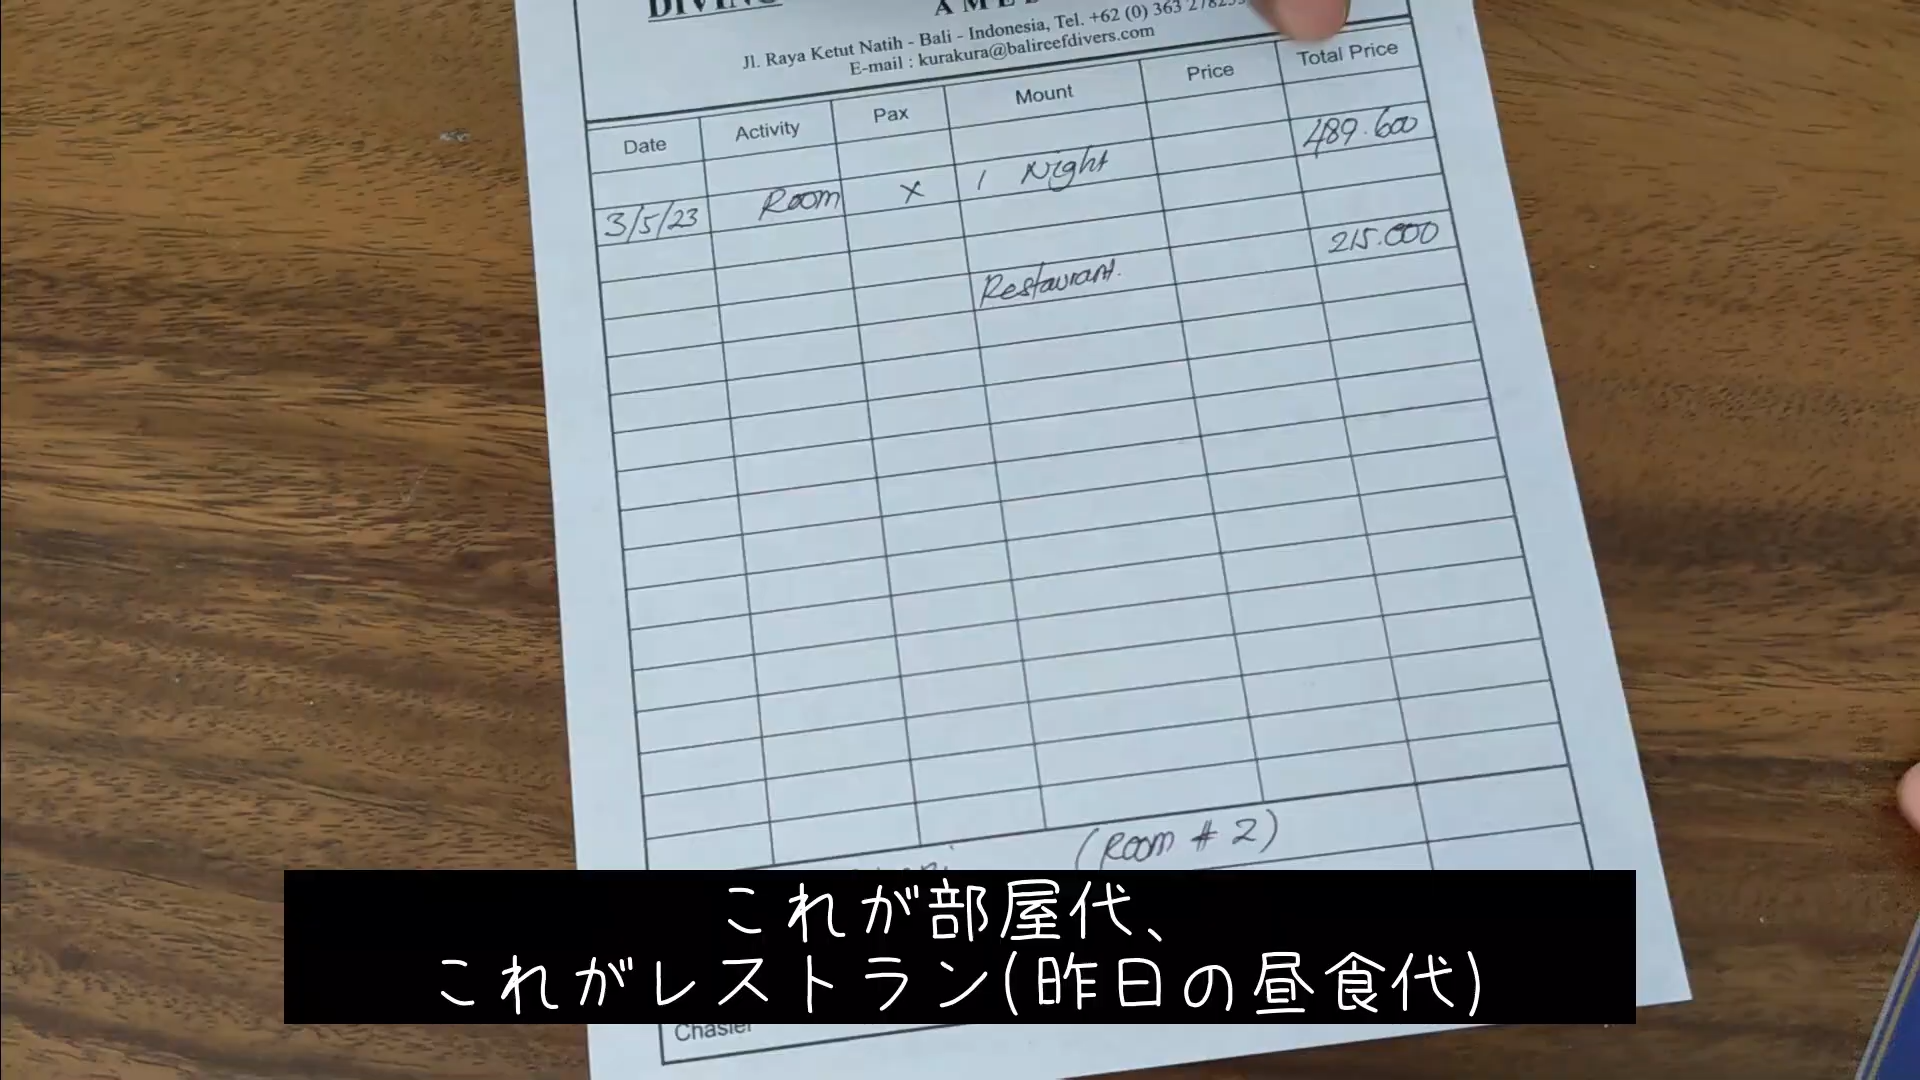 DIVING
Jl. Raya Ketut Natih - Bali - Indonesia, Tel. +62 (0) 363
E-mail : kurakura@balireefdivers.com
Date Activity Pax Mount Price Total Price
3/5/23 Room x 1 Night 489.600
Restaurant. 215.000
(Room # 2)
これが部屋代、
これがレストラン(昨日の昼食代)
Chasier